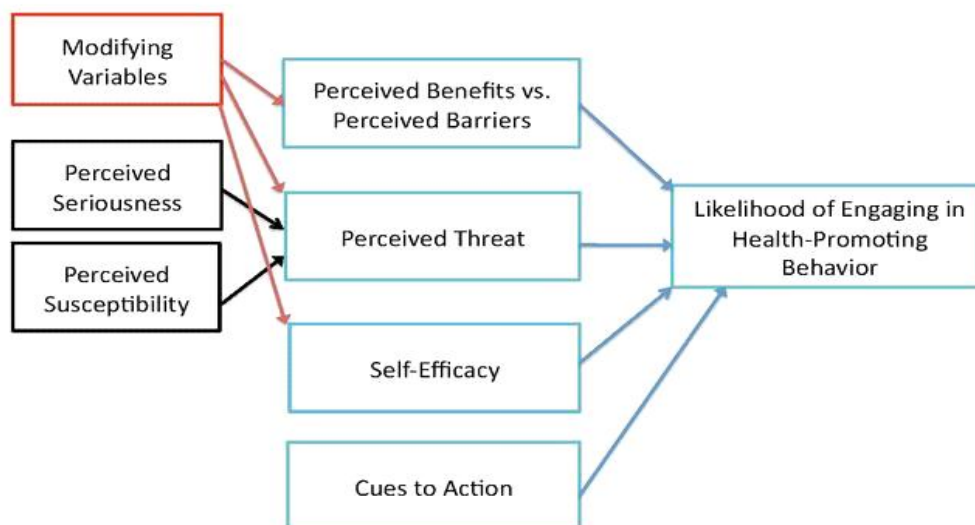 Modifying
Variables
Perceived Benefits vs.
Perceived Barriers
Perceived
Seriousness
Perceived Threat
Perceived
Susceptibility
Likelihood of Engaging in
Health-Promoting
Behavior
Self-Efficacy
Cues to Action